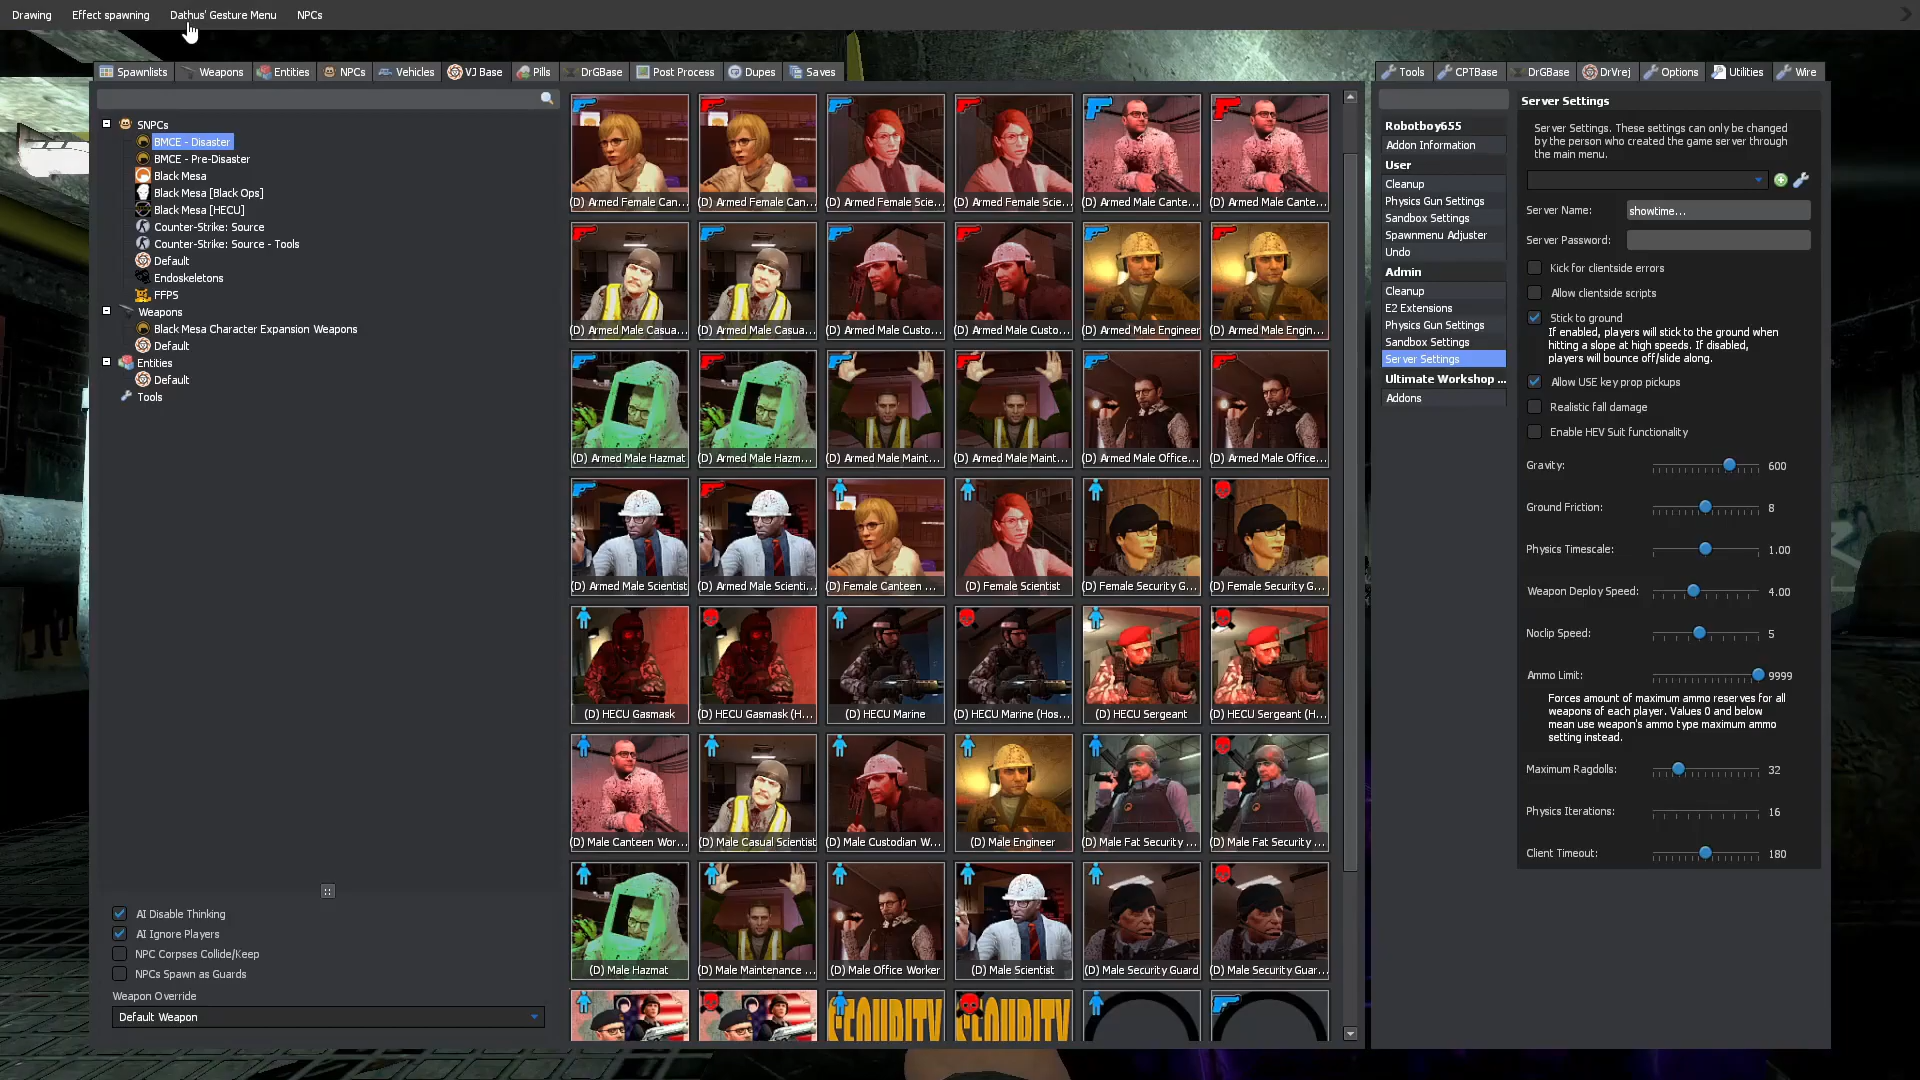 Drawing
Effect spawning
Dathus' Gesture Menu
NPCs
Spawnlists
Weapons
Entities
NPCs
Vehicles
VJ Base
Pills
DrGBase
Post Process
Dupes
Saves
SNPCs
BMCE - Disaster
BMCE - Pre-Disaster
Black Mesa
Black Mesa [Black Ops]
Black Mesa [HECU]
Counter-Strike: Source
Counter-Strike: Source - Tools
Default
Endoskeletons
FFPS
Weapons
Black Mesa Character Expansion Weapons
Default
Entities
Default
Tools
AI Disable Thinking
AI Ignore Players
NPC Corpses Collide/Keep
NPCs Spawn as Guards
Weapon Override
Default Weapon
(D) Armed Female Can...
(D) Armed Female Can...
(D) Armed Female Scie...
(D) Armed Female Scie...
(D) Armed Male Cante...
(D) Armed Male Cante...
(D) Armed Male Casua...
(D) Armed Male Casua...
(D) Armed Male Custo...
(D) Armed Male Custo...
(D) Armed Male Engineer
(D) Armed Male Engin...
(D) Armed Male Hazmat
(D) Armed Male Hazm...
(D) Armed Male Maint...
(D) Armed Male Maint...
(D) Armed Male Office...
(D) Armed Male Office...
(D) Armed Male Scientist
(D) Armed Male Scienti...
(D) Female Canteen ...
(D) Female Scientist
(D) Female Security G...
(D) Female Security G...
(D) HECU Gasmask
(D) HECU Gasmask (H...
(D) HECU Marine
(D) HECU Marine (Hos...
(D) HECU Sergeant
(D) HECU Sergeant (H...
(D) Male Canteen Wor...
(D) Male Casual Scientist
(D) Male Custodian W...
(D) Male Engineer
(D) Male Fat Security ...
(D) Male Fat Security ...
(D) Male Hazmat
(D) Male Maintenance ...
(D) Male Office Worker
(D) Male Scientist
(D) Male Security Guard
(D) Male Security Guar...
SECURITY
SECURITY
Tools
CPTBase
DrGBase
DrVrej
Options
Utilities
Wire
Robotboy655
Addon Information
User
Cleanup
Physics Gun Settings
Sandbox Settings
Spawnmenu Adjuster
Undo
Admin
Cleanup
E2 Extensions
Physics Gun Settings
Sandbox Settings
Server Settings
Ultimate Workshop ...
Addons
Server Settings
Server Settings. These settings can only be changed
by the person who created the game server through
the main menu.
Server Name:
showtime...
Server Password:
Kick for clientside errors
Allow clientside scripts
Stick to ground
If enabled, players will stick to the ground when
hitting a slope at high speeds. If disabled,
players will bounce off/slide along.
Allow USE key prop pickups
Realistic fall damage
Enable HEV Suit functionality
Gravity:
600
Ground Friction:
8
Physics Timescale:
1.00
Weapon Deploy Speed:
4.00
Noclip Speed:
5
Ammo Limit:
9999
Forces amount of maximum ammo reserves for all
weapons of each player. Values 0 and below
mean use weapon's ammo type maximum ammo
setting instead.
Maximum Ragdolls:
32
Physics Iterations:
16
Client Timeout:
180